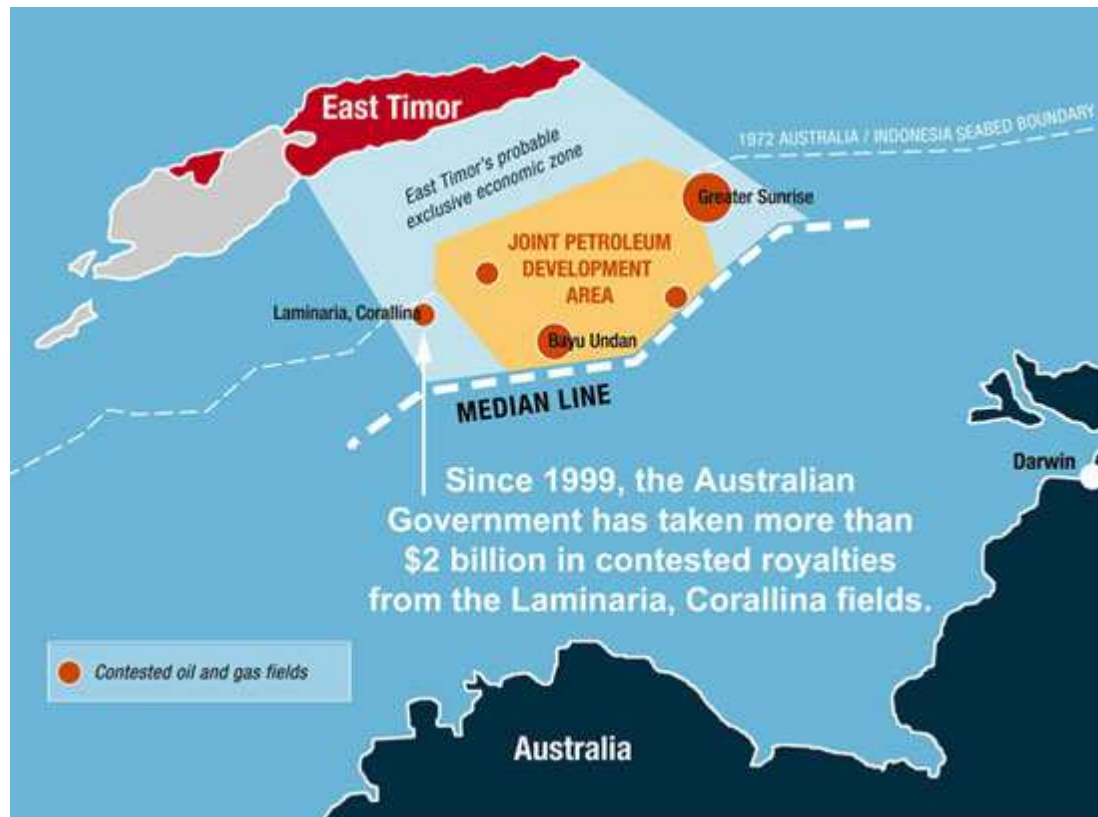 East Timor
1972 AUSTRALIA / INDONESIA SEABED BOUNDARY
East Timor's probable
exclusive economic zone
Greater Sunrise
JOINT PETROLEUM
DEVELOPMENT
AREA
Laminaria, Corallina
Bayu Undan
MEDIAN LINE
Since 1999, the Australian
Government has taken more than
$2 billion in contested royalties
from the Laminaria, Corallina fields.
Darwin
Contested oil and gas fields
Australia